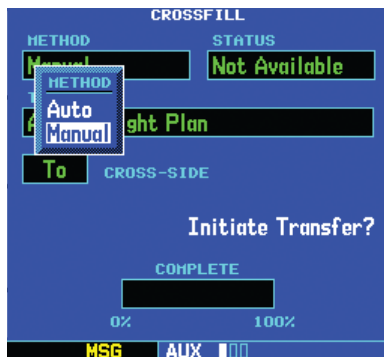 CROSSFILL
METHOD STATUS
Manual Not Available
METHOD
Auto
Manual
ght Plan
To CROSS-SIDE
Initiate Transfer?
COMPLETE
0% 100%
MSG AUX